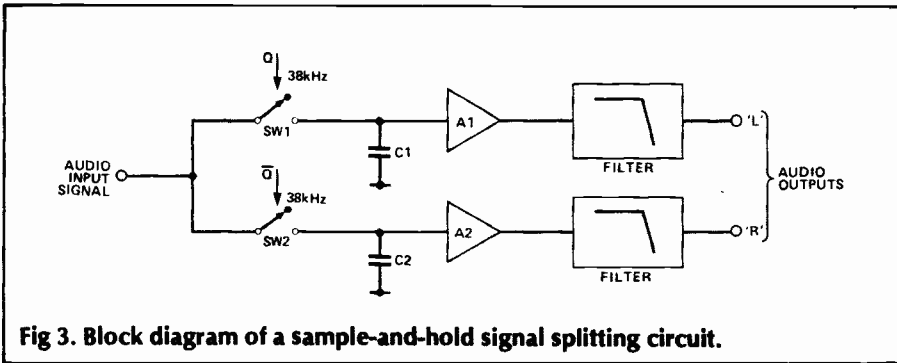 Q
38kHz
SW1
A1
C1
FILTER
'L'
AUDIO
INPUT
SIGNAL
Q̅
38kHz
SW2
A2
C2
FILTER
'R'
AUDIO
OUTPUTS
Fig 3. Block diagram of a sample-and-hold signal splitting circuit.